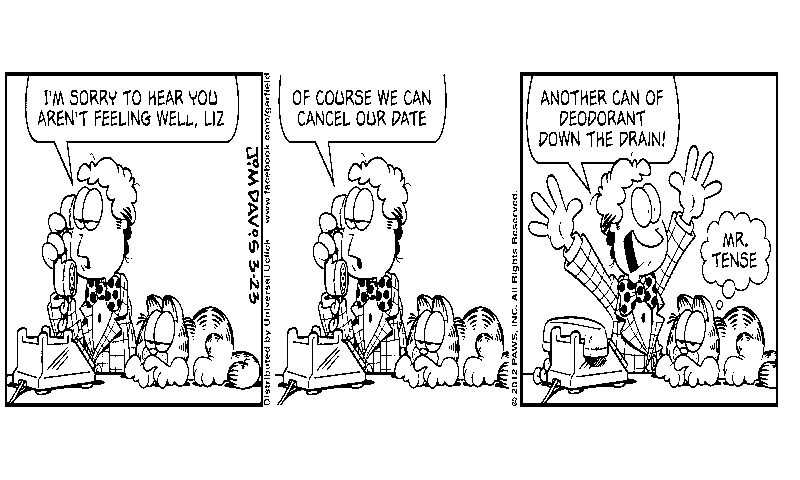 I'M SORRY TO HEAR YOU
AREN'T FEELING WELL, LIZ
JIM DAVIS 3-23
Distributed by Universal Uclick www.facebook.com/garfield
OF COURSE WE CAN
CANCEL OUR DATE
© 2012 PAWS, INC. All Rights Reserved.
ANOTHER CAN OF
DEODORANT
DOWN THE DRAIN!
MR.
TENSE